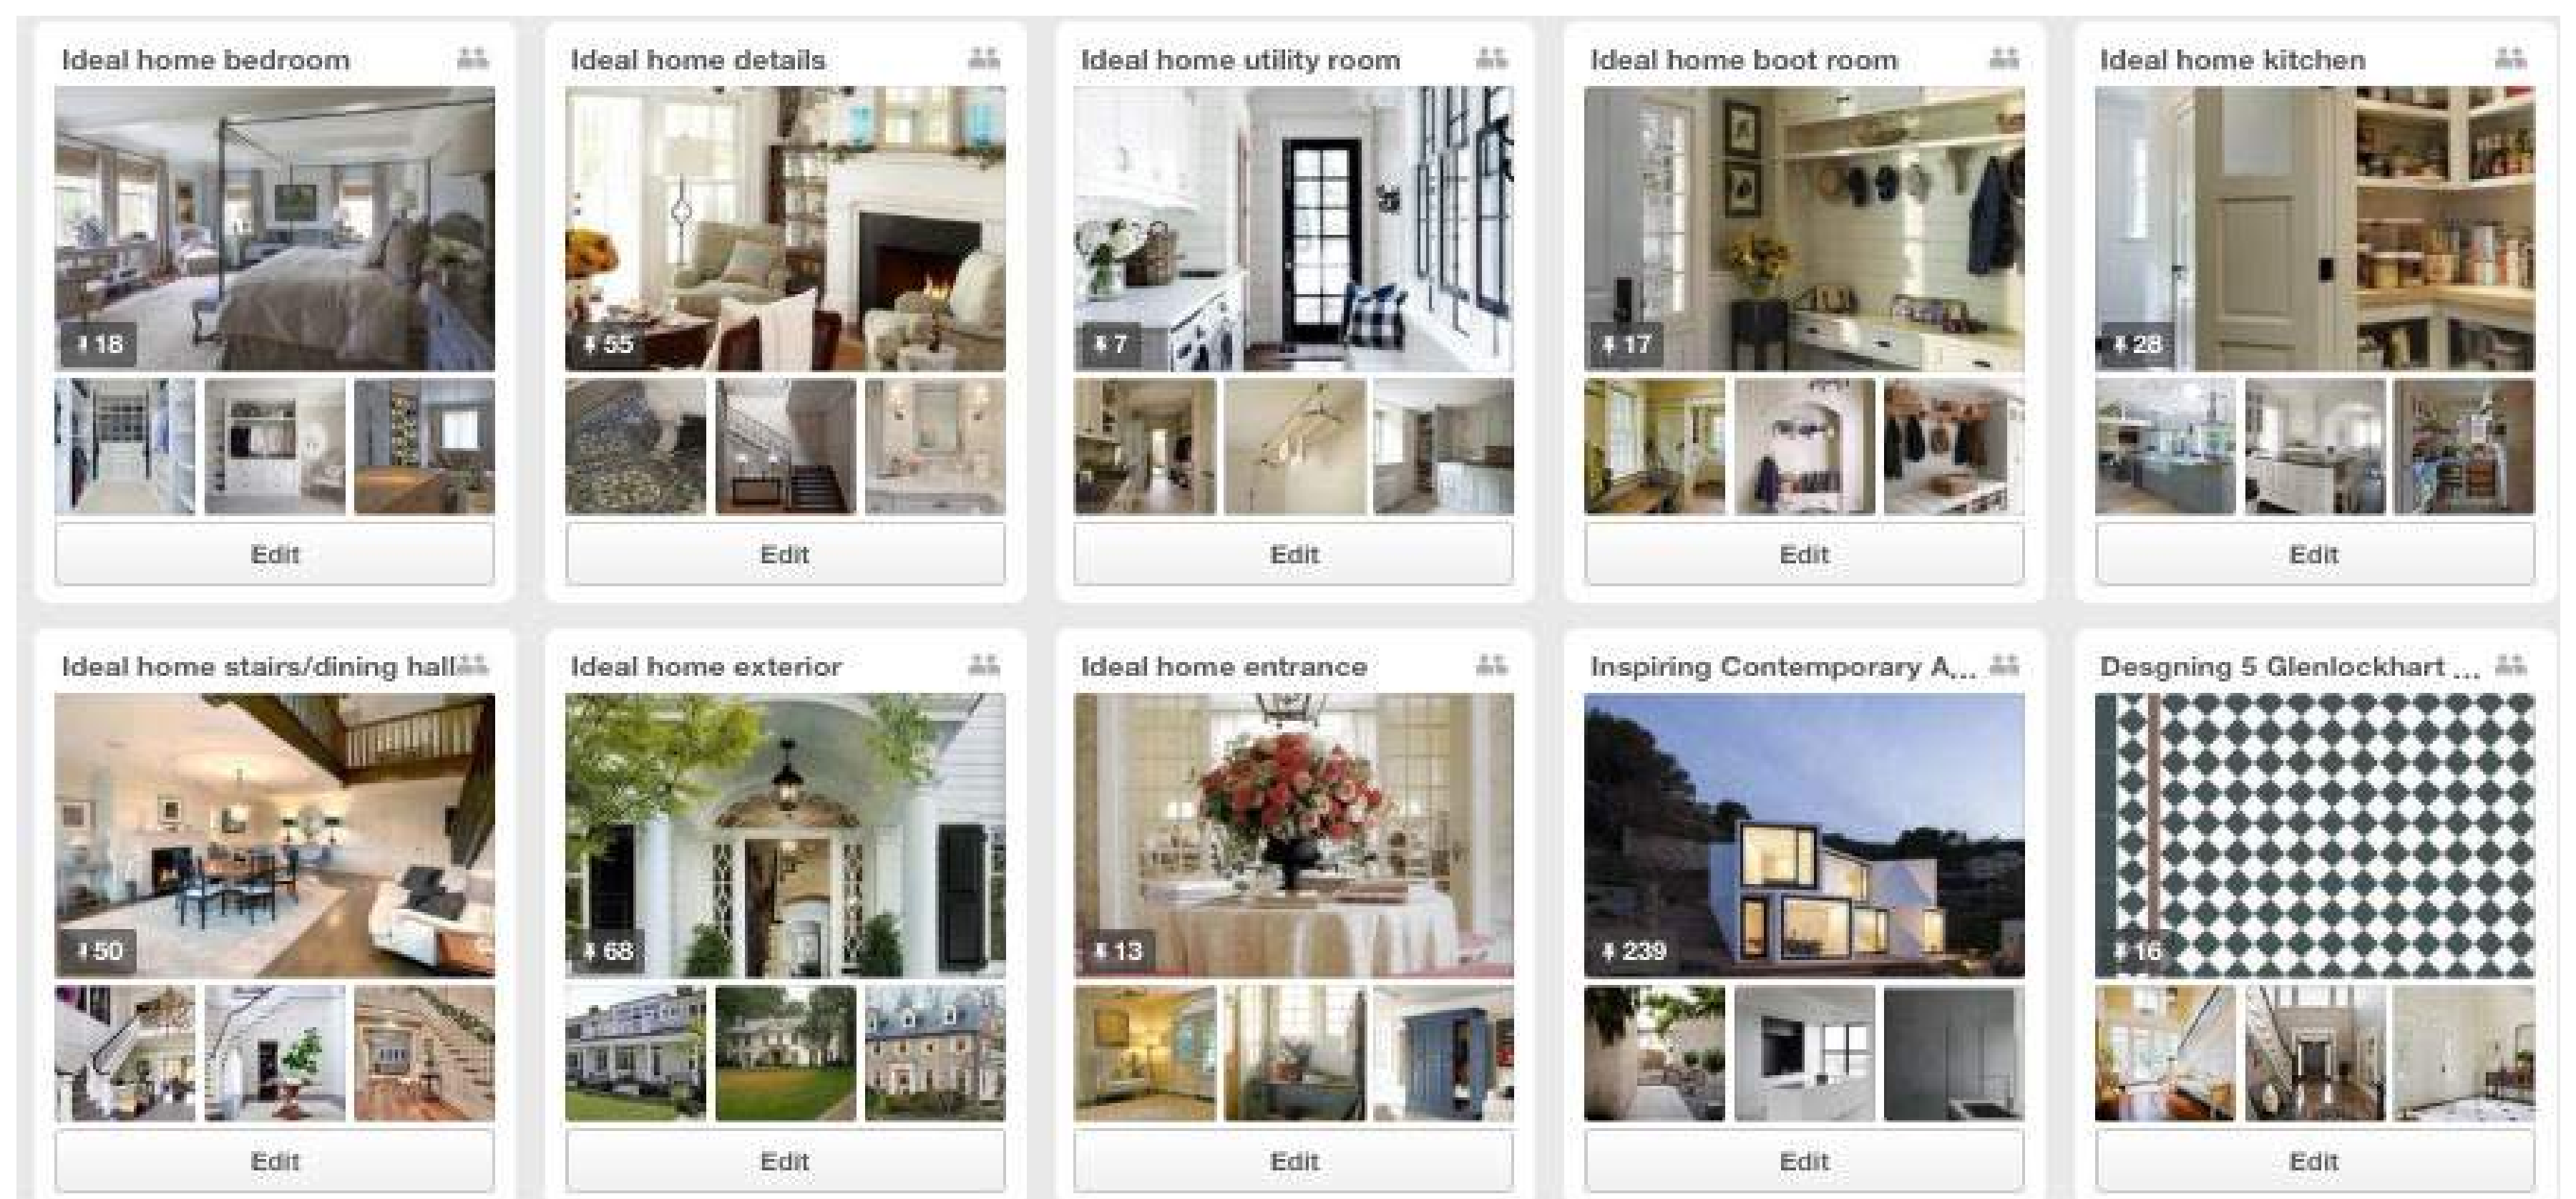 Ideal home bedroom
Ideal home details
Ideal home utility room
Ideal home boot room
Ideal home kitchen
18
55
7
17
28
Edit
Edit
Edit
Edit
Edit
Ideal home stairs/dining hall
Ideal home exterior
Ideal home entrance
Inspiring Contemporary A...
Desgning 5 Glenlockhart ...
50
68
13
239
16
Edit
Edit
Edit
Edit
Edit